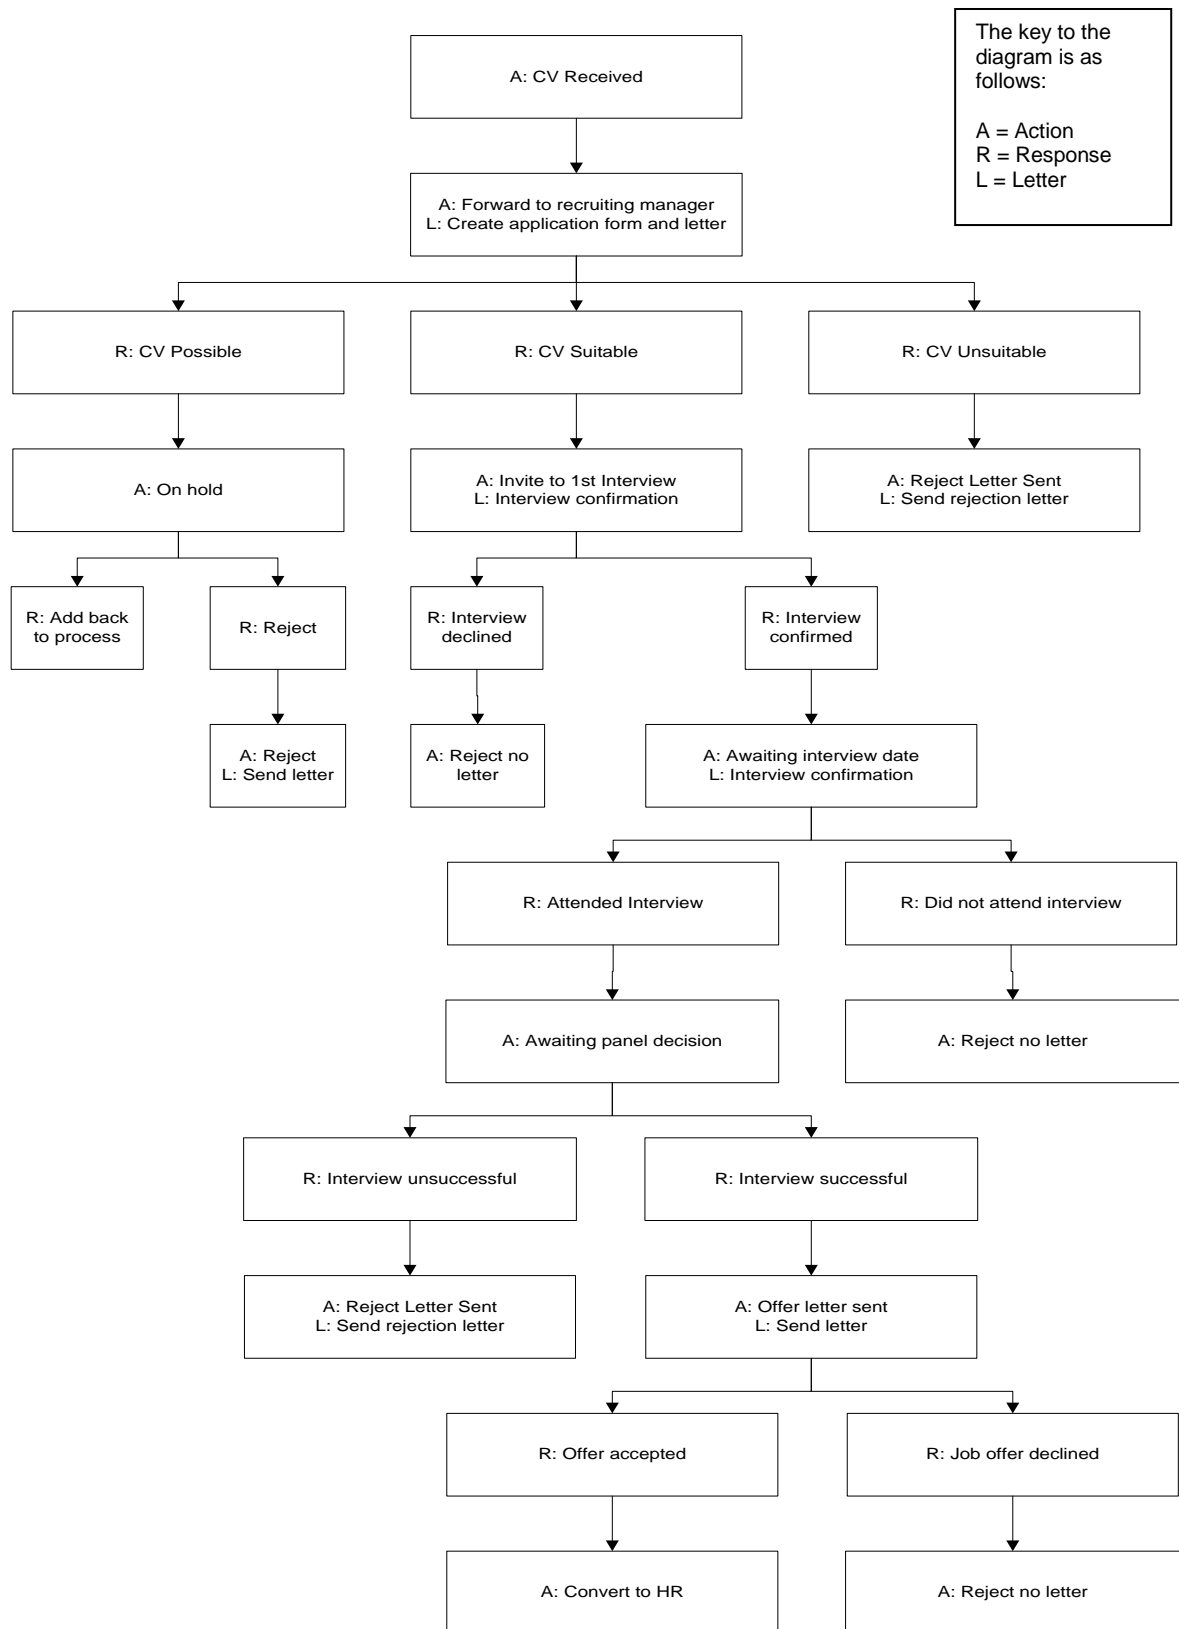 The key to the
diagram is as
follows:
A = Action
R = Response
L = Letter
A: CV Received
A: Forward to recruiting manager
L: Create application form and letter
R: CV Possible
R: CV Suitable
R: CV Unsuitable
A: On hold
A: Invite to 1st Interview
L: Interview confirmation
A: Reject Letter Sent
L: Send rejection letter
R: Add back
to process
R: Reject
R: Interview
declined
R: Interview
confirmed
A: Reject
L: Send letter
A: Reject no
letter
A: Awaiting interview date
L: Interview confirmation
R: Attended Interview
R: Did not attend interview
A: Awaiting panel decision
A: Reject no letter
R: Interview unsuccessful
R: Interview successful
A: Reject Letter Sent
L: Send rejection letter
A: Offer letter sent
L: Send letter
R: Offer accepted
R: Job offer declined
A: Convert to HR
A: Reject no letter